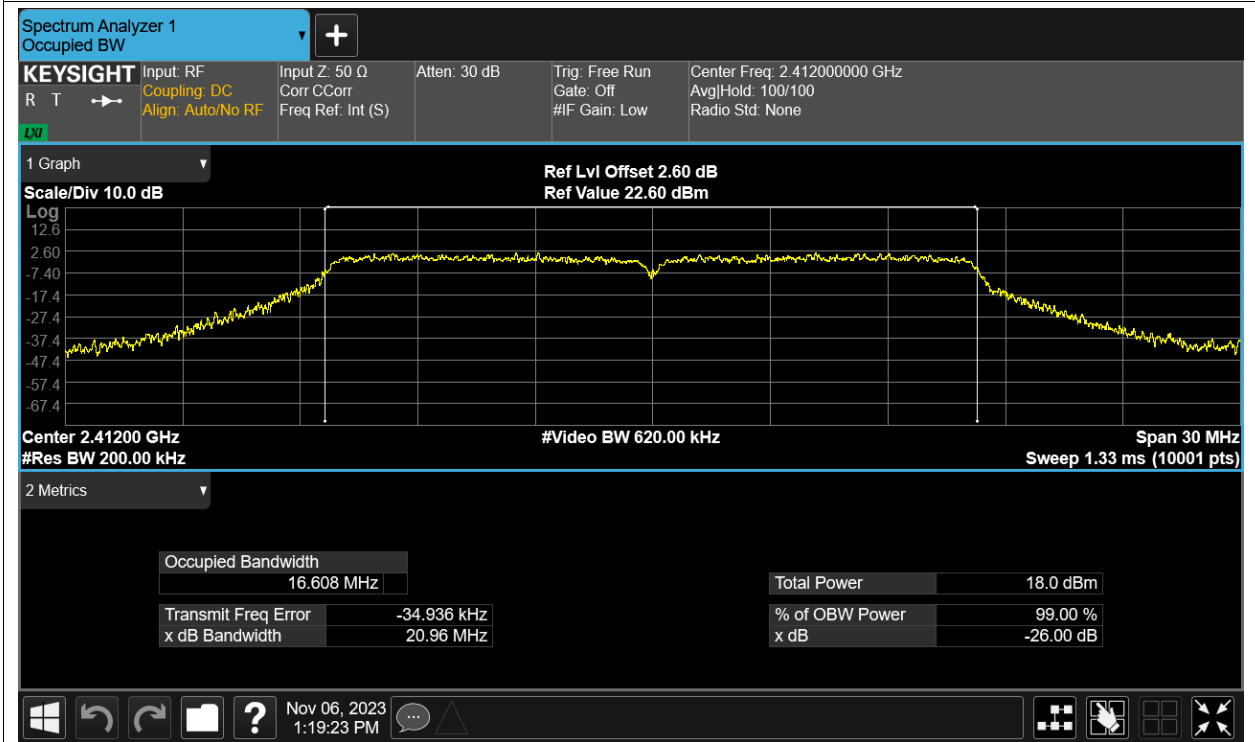 Spectrum Analyzer 1
Occupied BW
KEYSIGHT
R T
LXI
Input: RF
Coupling: DC
Align: Auto/No RF
Input Z: 50 Ω
Corr CCorr
Freq Ref: Int (S)
Atten: 30 dB
Trig: Free Run
Gate: Off
#IF Gain: Low
Center Freq: 2.412000000 GHz
Avg|Hold: 100/100
Radio Std: None
1 Graph
Scale/Div 10.0 dB
Ref Lvl Offset 2.60 dB
Ref Value 22.60 dBm
Log
12.6
2.60
-7.40
-17.4
-27.4
-37.4
-47.4
-57.4
-67.4
Center 2.41200 GHz
#Video BW 620.00 kHz
Span 30 MHz
#Res BW 200.00 kHz
Sweep 1.33 ms (10001 pts)
2 Metrics
Occupied Bandwidth
16.608 MHz
Transmit Freq Error -34.936 kHz
x dB Bandwidth 20.96 MHz
Total Power 18.0 dBm
% of OBW Power 99.00 %
x dB -26.00 dB
?
Nov 06, 2023
1:19:23 PM